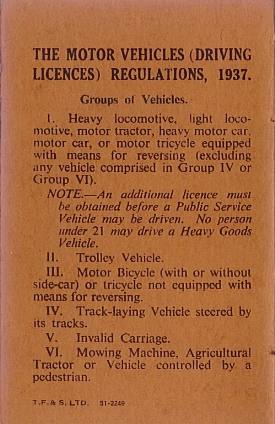 THE MOTOR VEHICLES (DRIVING
LICENCES) REGULATIONS, 1937.
Groups of Vehicles.
I. Heavy locomotive, light loco-
motive, motor tractor, heavy motor car,
motor car, or motor tricycle equipped
with means for reversing (excluding
any vehicle comprised in Group IV or
Group VI).
NOTE.—An additional licence must
be obtained before a Public Service
Vehicle may be driven. No person
under 21 may drive a Heavy Goods
Vehicle.
II. Trolley Vehicle.
III. Motor Bicycle (with or without
side-car) or tricycle not equipped with
means for reversing.
IV. Track-laying Vehicle steered by
its tracks.
V. Invalid Carriage.
VI. Mowing Machine, Agricultural
Tractor or Vehicle controlled by a
pedestrian.
T.F. & S. LTD. 51-2249